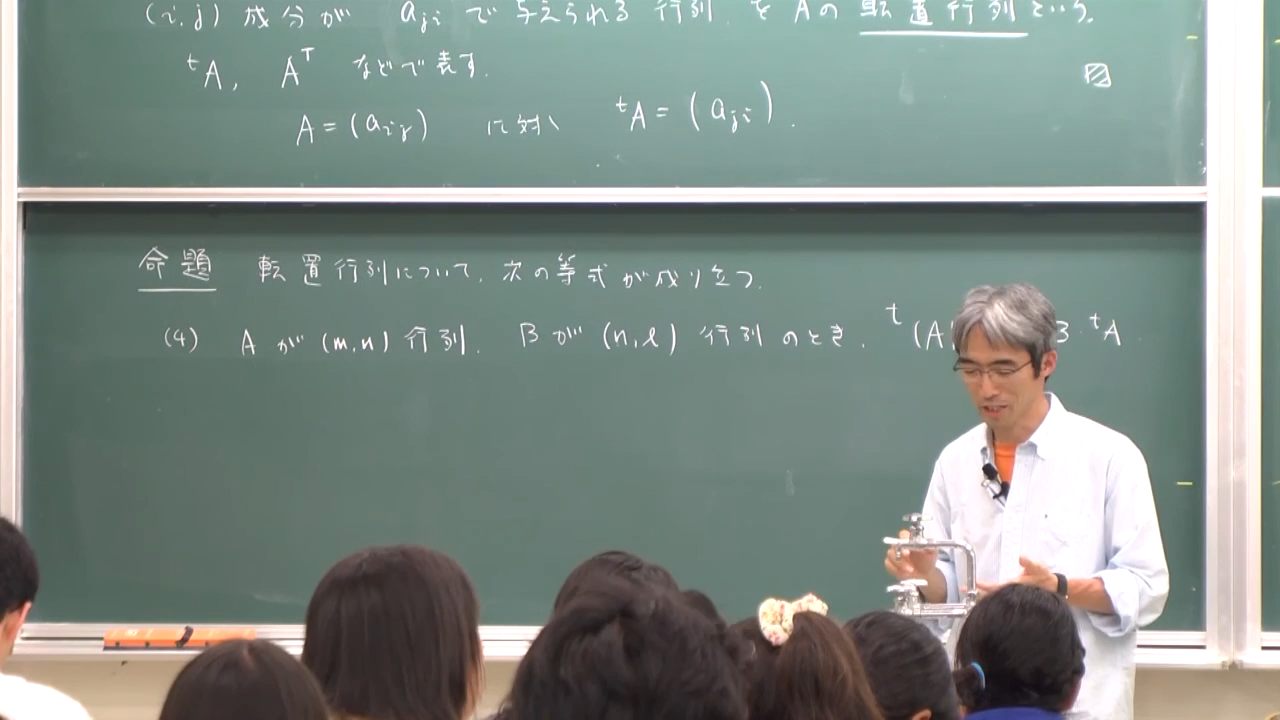 (i,j) 成分が a_{ji} で与えられる 行列 を Aの 転置行列 という.
ᵗA, Aᵀ などで表す.
A = (a_{ij}) に対し ᵗA = (a_{ji}).
命題 転置行列について, 次の等式が成り立つ.
(4) A が (m,n) 行列, B が (n,l) 行列 のとき, ᵗ(A B · ᵗA.